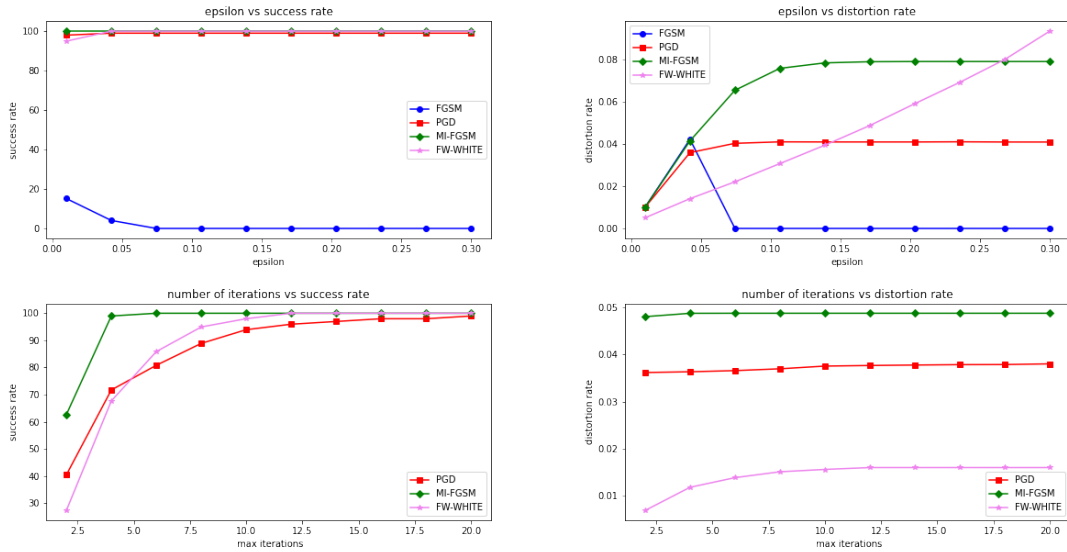 epsilon vs success rate
success rate
100
80
60
40
20
0
0.00 0.05 0.10 0.15 0.20 0.25 0.30
epsilon
FGSM
PGD
MI-FGSM
FW-WHITE
epsilon vs distortion rate
distortion rate
0.08
0.06
0.04
0.02
0.00
0.00 0.05 0.10 0.15 0.20 0.25 0.30
epsilon
FGSM
PGD
MI-FGSM
FW-WHITE
number of iterations vs success rate
success rate
100
90
80
70
60
50
40
30
2.5 5.0 7.5 10.0 12.5 15.0 17.5 20.0
max iterations
PGD
MI-FGSM
FW-WHITE
number of iterations vs distortion rate
distortion rate
0.05
0.04
0.03
0.02
0.01
2.5 5.0 7.5 10.0 12.5 15.0 17.5 20.0
max iterations
PGD
MI-FGSM
FW-WHITE